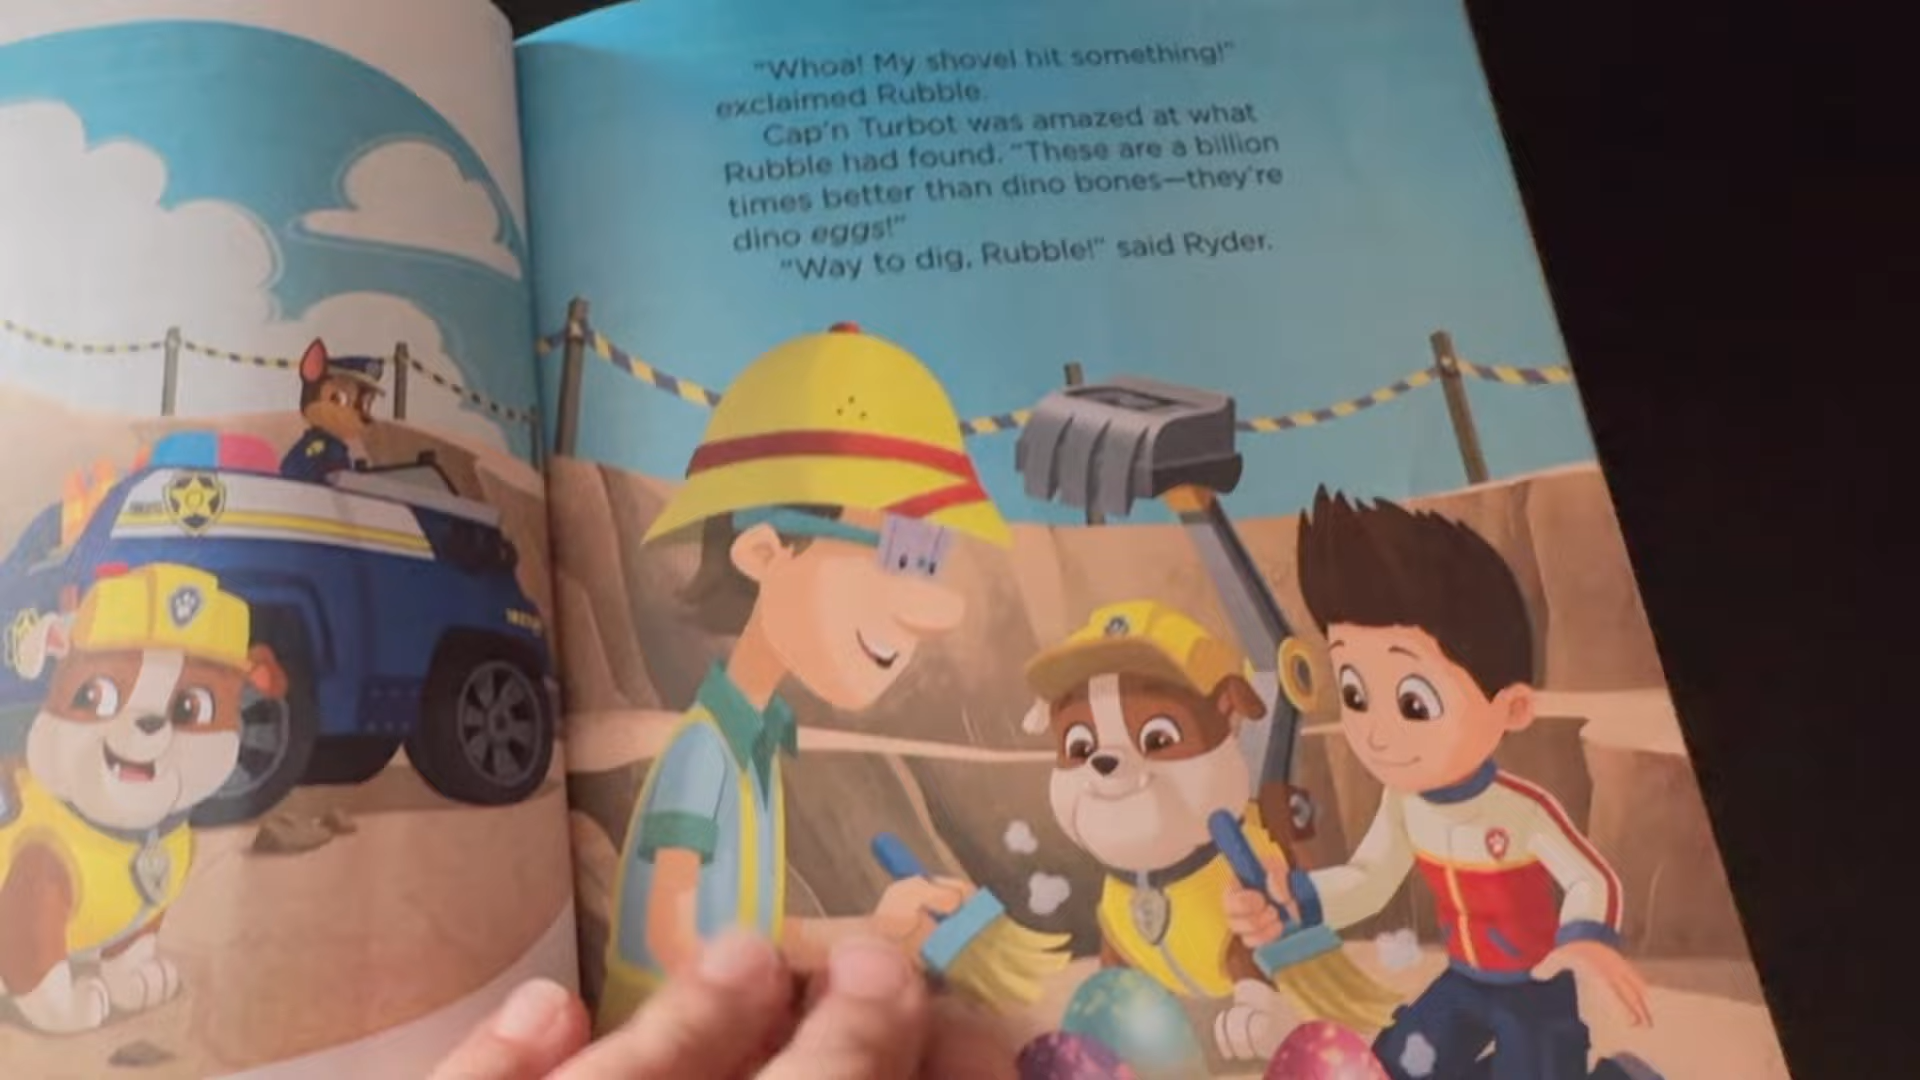 "Whoa! My shovel hit something!"
exclaimed Rubble.
Cap'n Turbot was amazed at what
Rubble had found. "These are a billion
times better than dino bones—they're
dino eggs!"
"Way to dig, Rubble!" said Ryder.